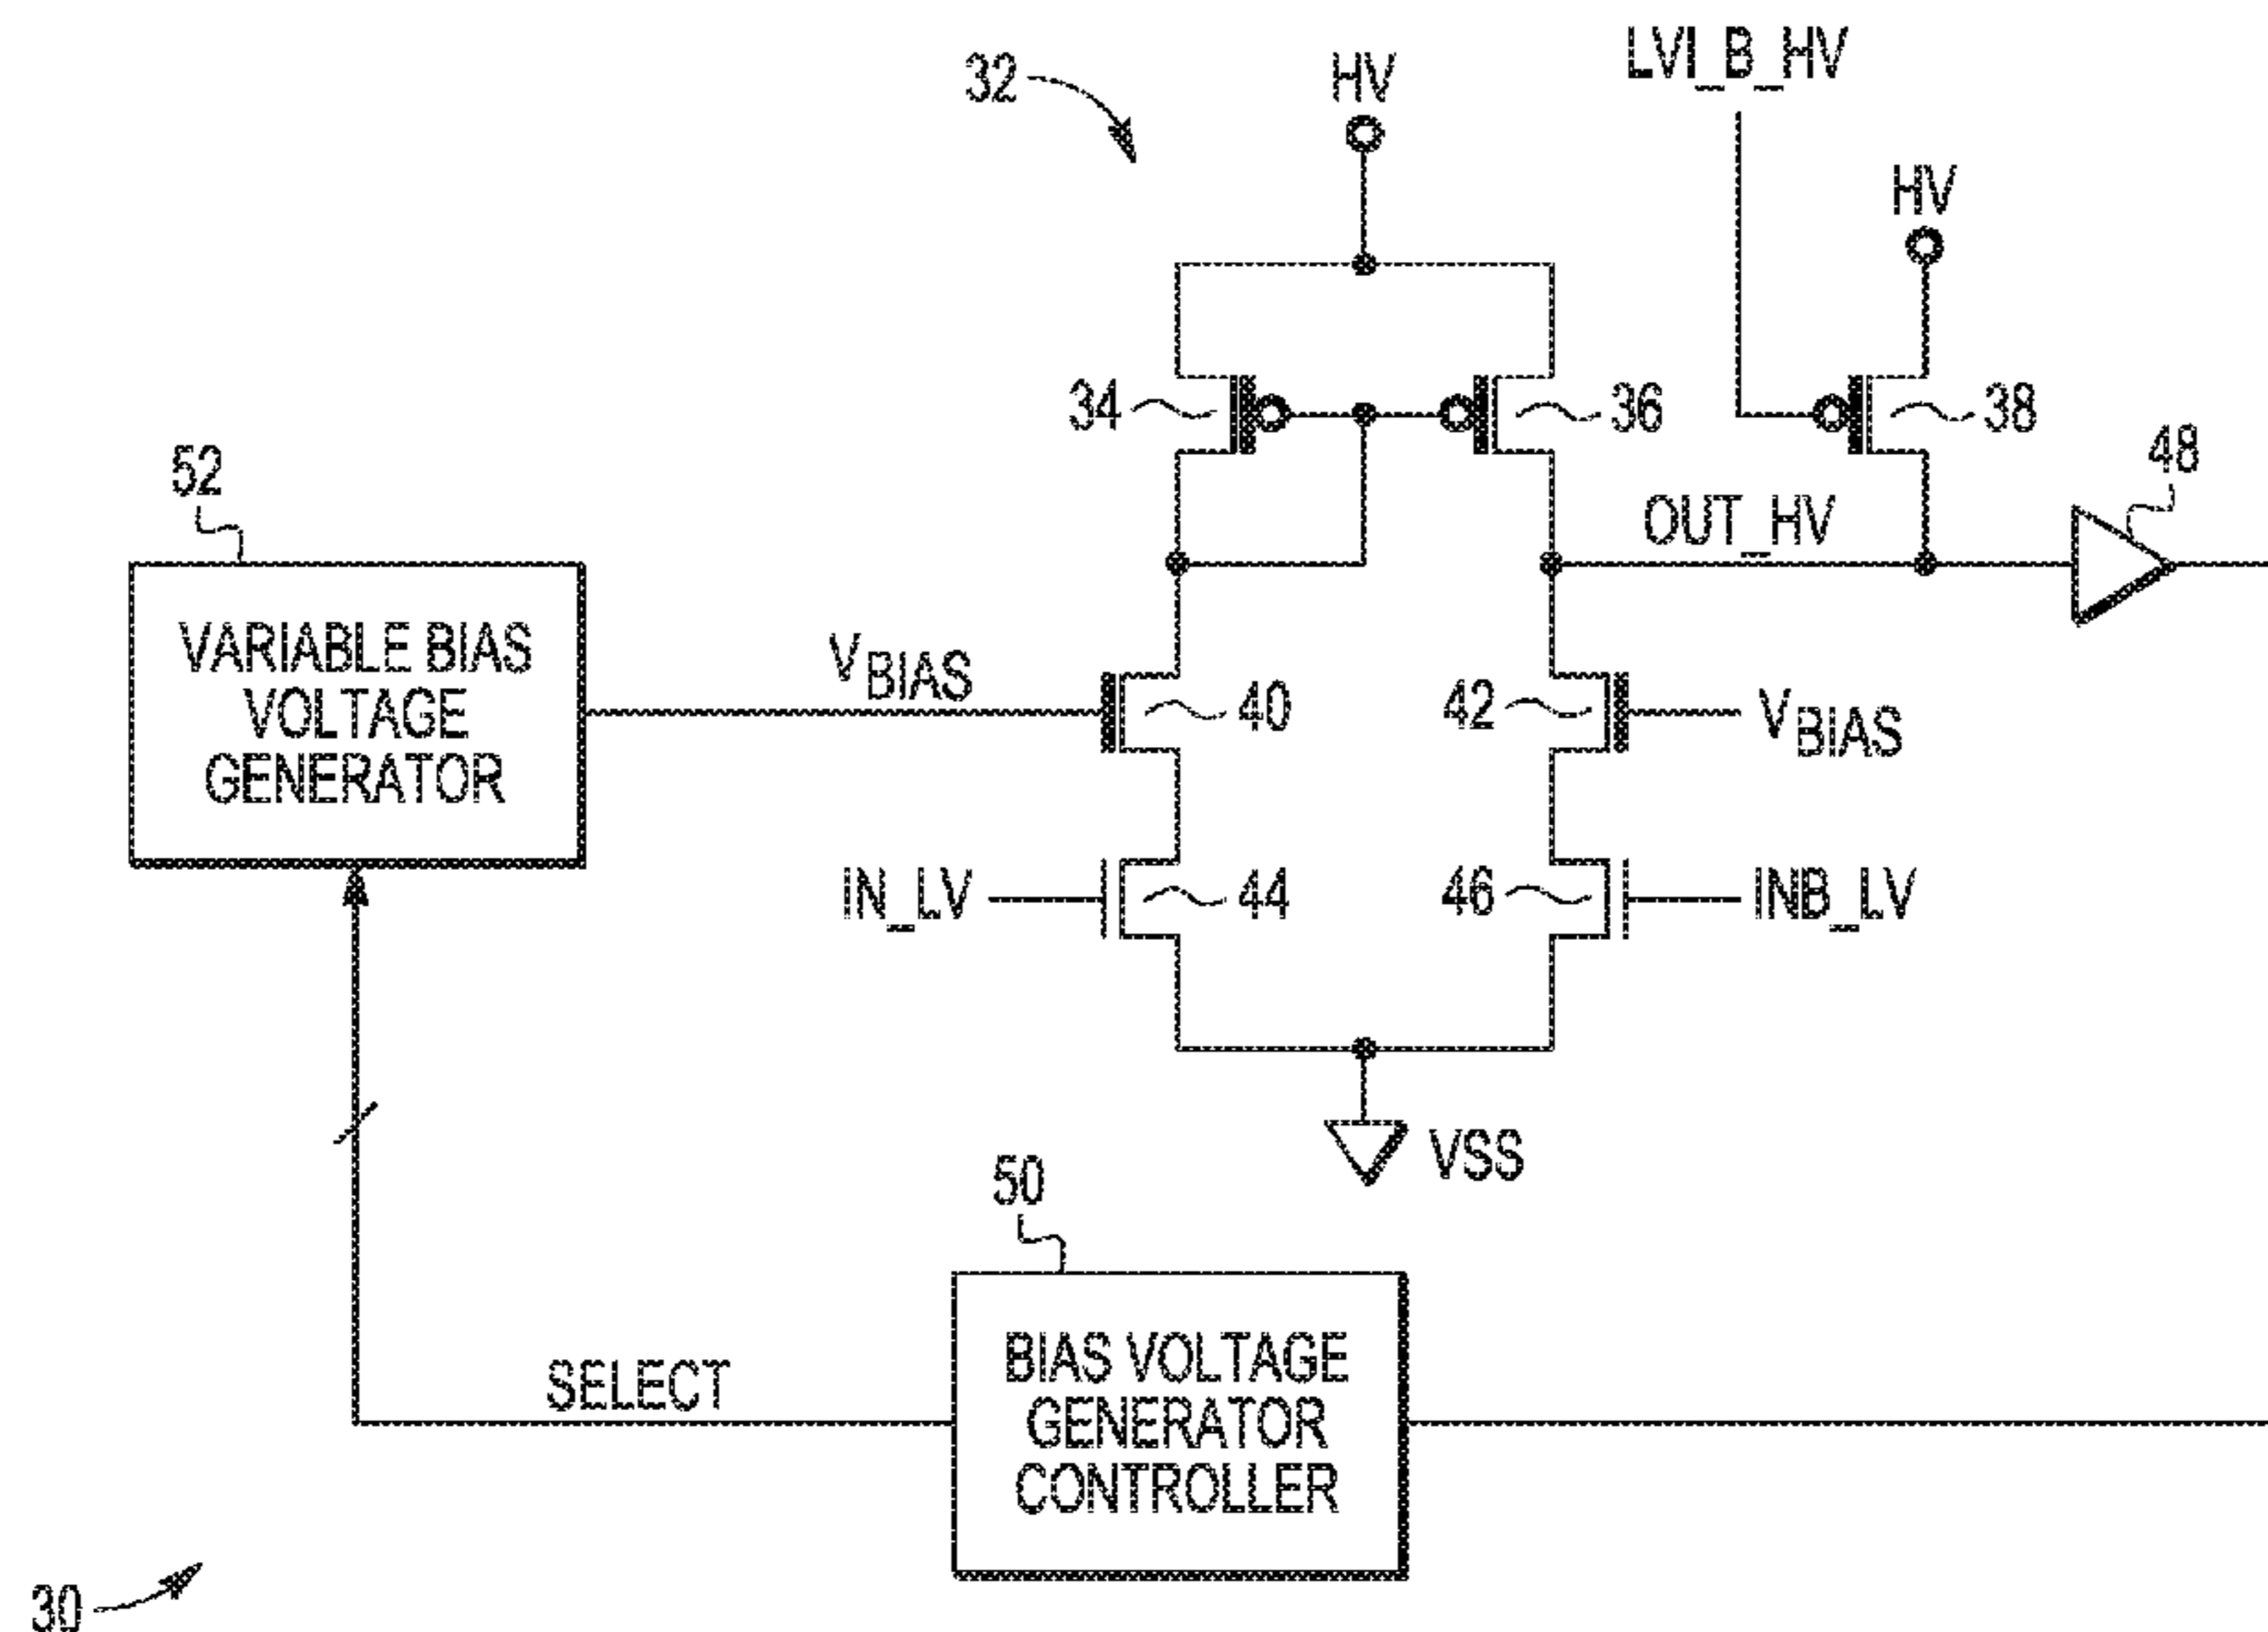 32
HV
LVI_B_HV
HV
34
36
38
48
52
OUT_HV
VARIABLE BIAS
VOLTAGE
GENERATOR
VBIAS
40
42
VBIAS
IN_LV
44
46
INB_LV
VSS
50
SELECT
BIAS VOLTAGE
GENERATOR
CONTROLLER
30